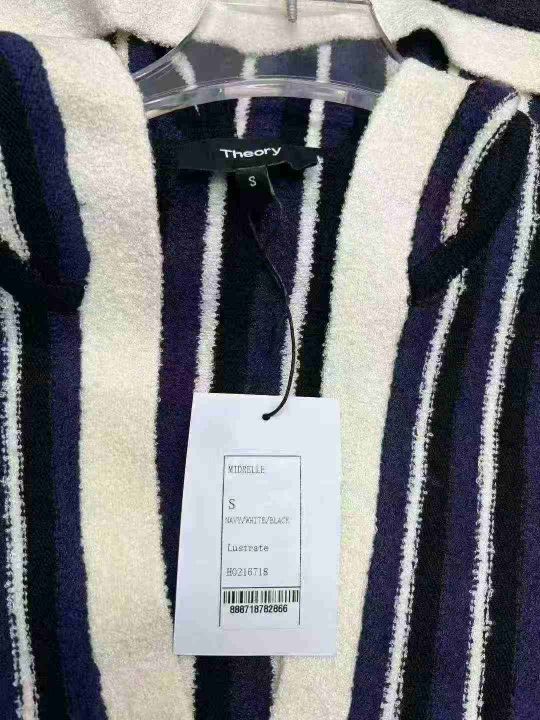 Theory
S
MIDRELLE
S
NAVY/WHITE/BLACK
Lustrate
H0216718
888718782866